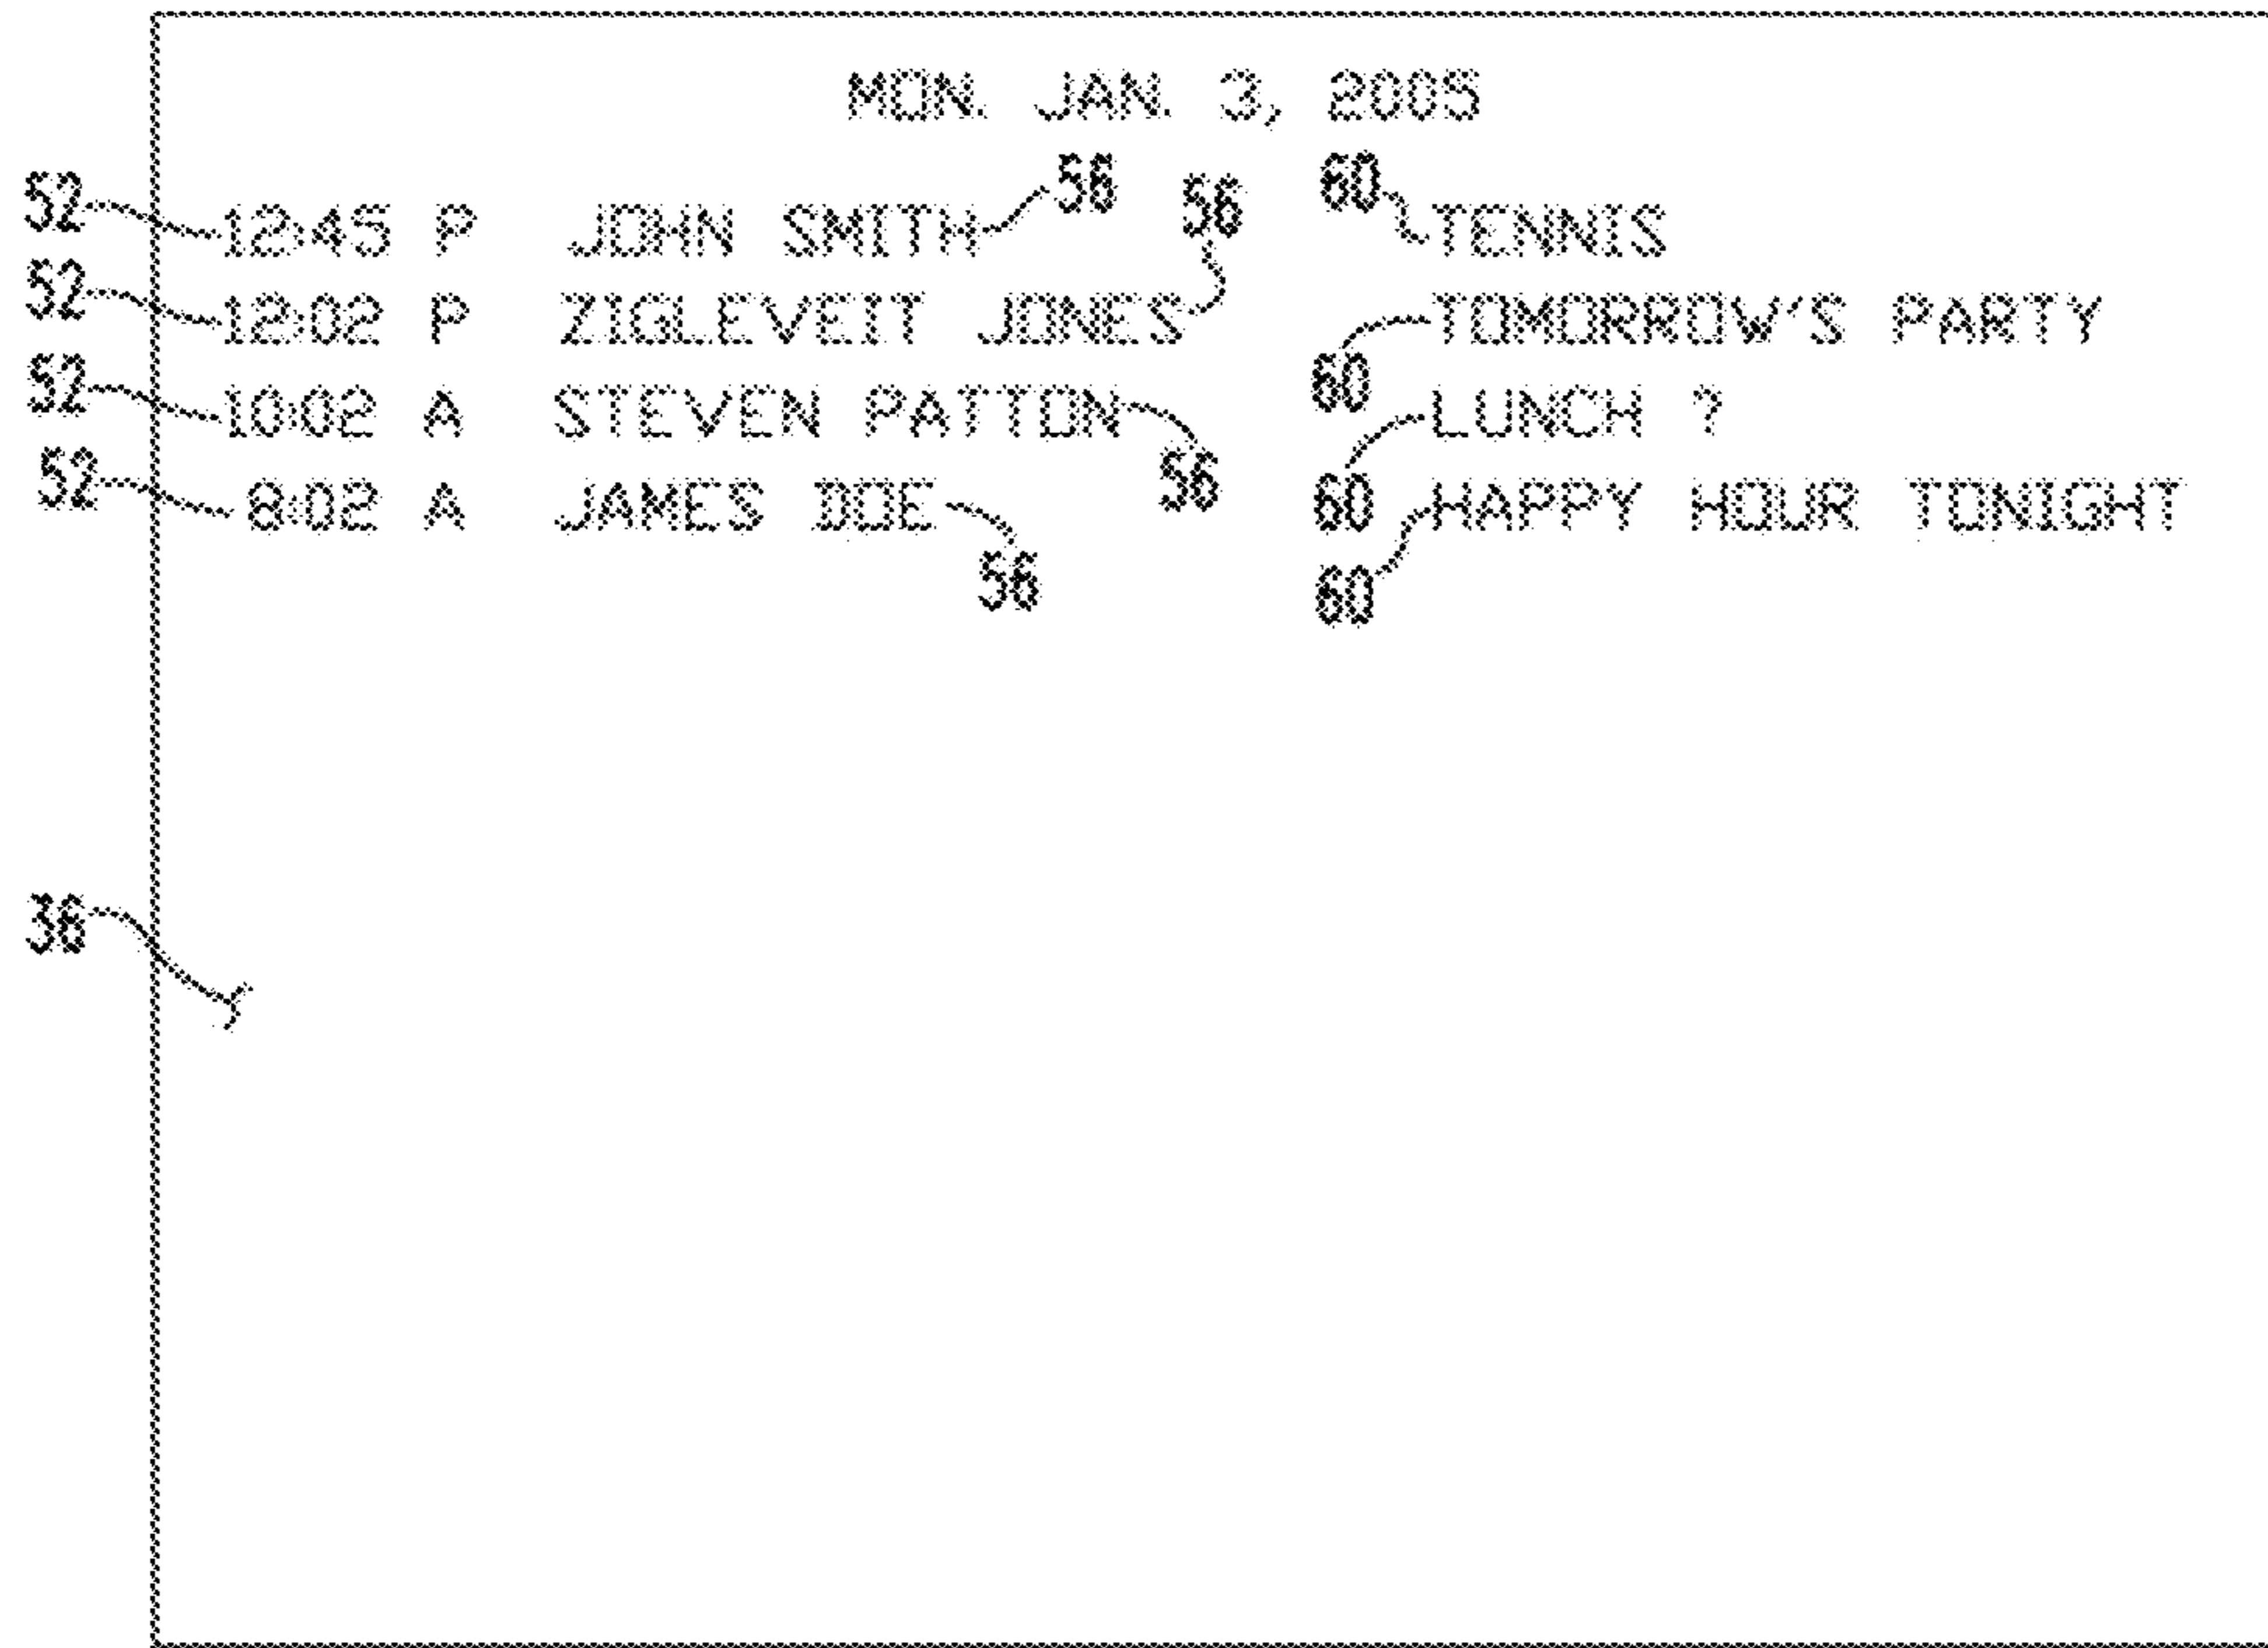 MON. JAN. 3, 2005
52 12:45 P JOHN SMITH 56 60 TENNIS
52 12:02 P ZIGLEVEIT JONES 56 TOMORROW'S PARTY
52 10:02 A STEVEN PATTON 60 LUNCH ?
52 8:02 A JAMES DOE 56 60 HAPPY HOUR TONIGHT
56 60
36